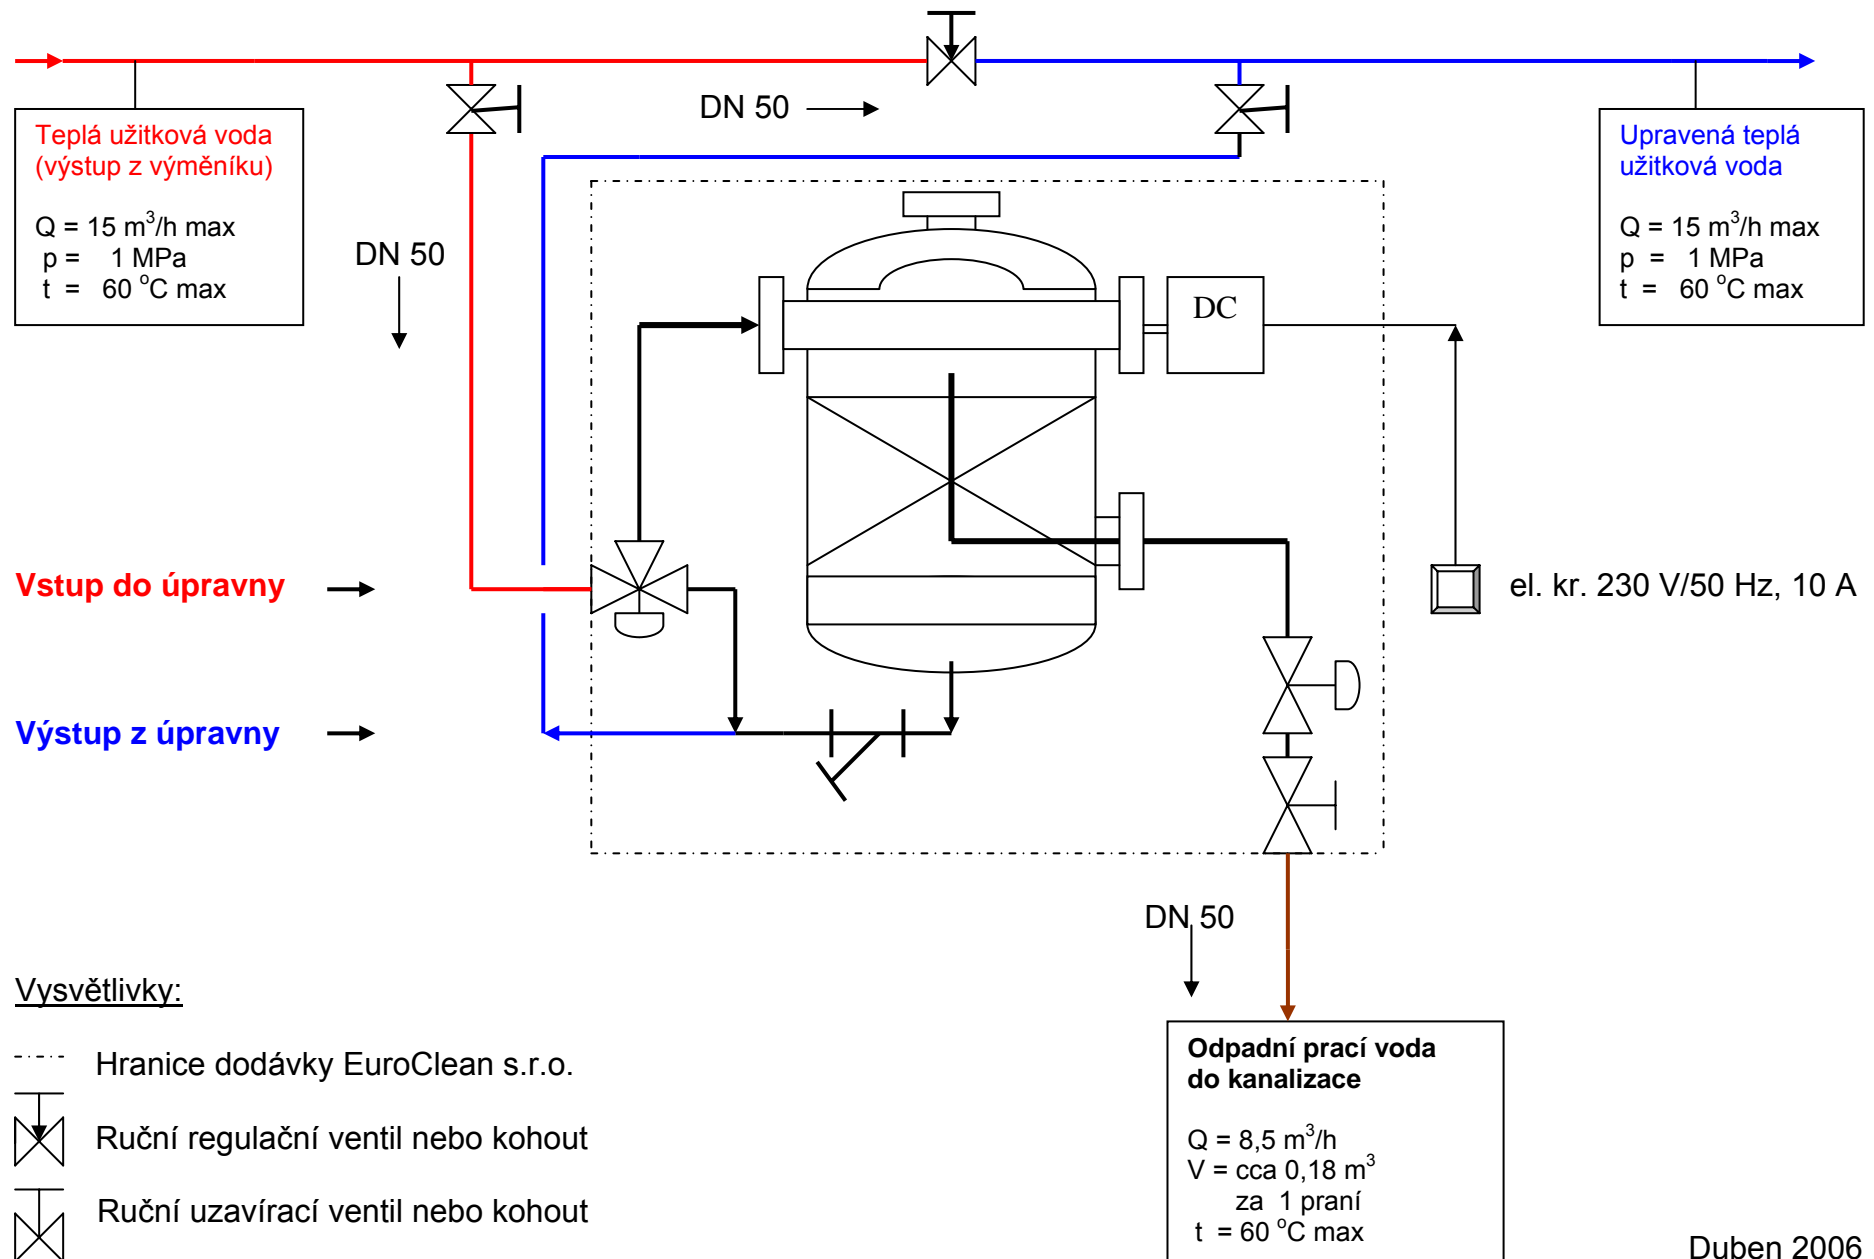 DN 50
Teplá užitková voda
(výstup z výměníku)
Q = 15 m³/h max
p = 1 MPa
t = 60 °C max
DN 50
Upravená teplá
užitková voda
Q = 15 m³/h max
p = 1 MPa
t = 60 °C max
DC
Vstup do úpravny
el. kr. 230 V/50 Hz, 10 A
Výstup z úpravny
DN 50
Vysvětlivky:
Hranice dodávky EuroClean s.r.o.
Ruční regulační ventil nebo kohout
Ruční uzavírací ventil nebo kohout
Odpadní prací voda
do kanalizace
Q = 8,5 m³/h
V = cca 0,18 m³
za 1 praní
t = 60 °C max
Duben 2006